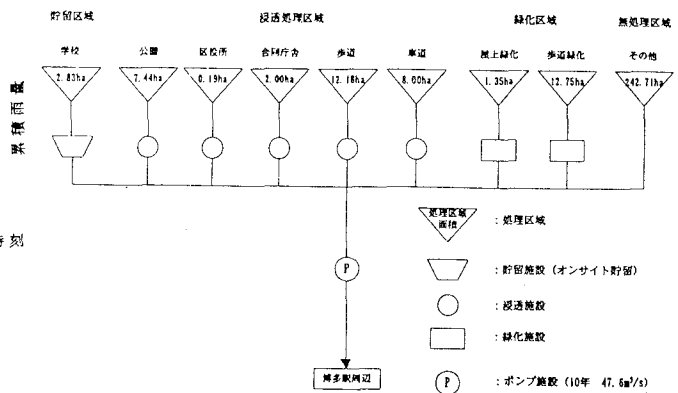 貯留区域 浸透処理区域 緑化区域 無処理区域
学校 公園 区役所 合同庁舎 歩道 車道 屋上緑化 歩道緑化 その他
2.83ha 7.44ha 0.19ha 2.00ha 12.18ha 8.00ha 1.35ha 12.75ha 242.71ha
累積雨量
時刻
処理区域
面積
:処理区域
:貯留施設(オンサイト貯留)
:浸透施設
:緑化施設
P
博多駅周辺
P :ポンプ施設(10年 47.6m³/s)